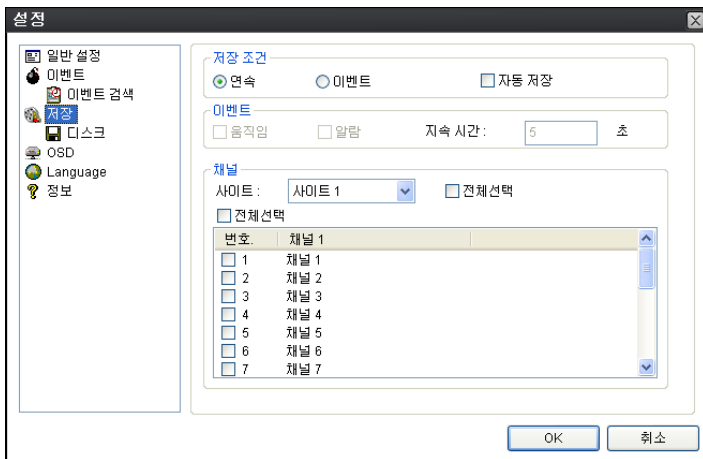 설정
일반 설정
이벤트
이벤트 검색
저장
디스크
OSD
Language
정보
저장 조건
연속 이벤트 자동 저장
이벤트
움직임 알람 지속 시간 : 5 초
채널
사이트 : 사이트 1 전체선택
전체선택
번호. 채널 1
1 채널 1
2 채널 2
3 채널 3
4 채널 4
5 채널 5
6 채널 6
7 채널 7
OK 취소